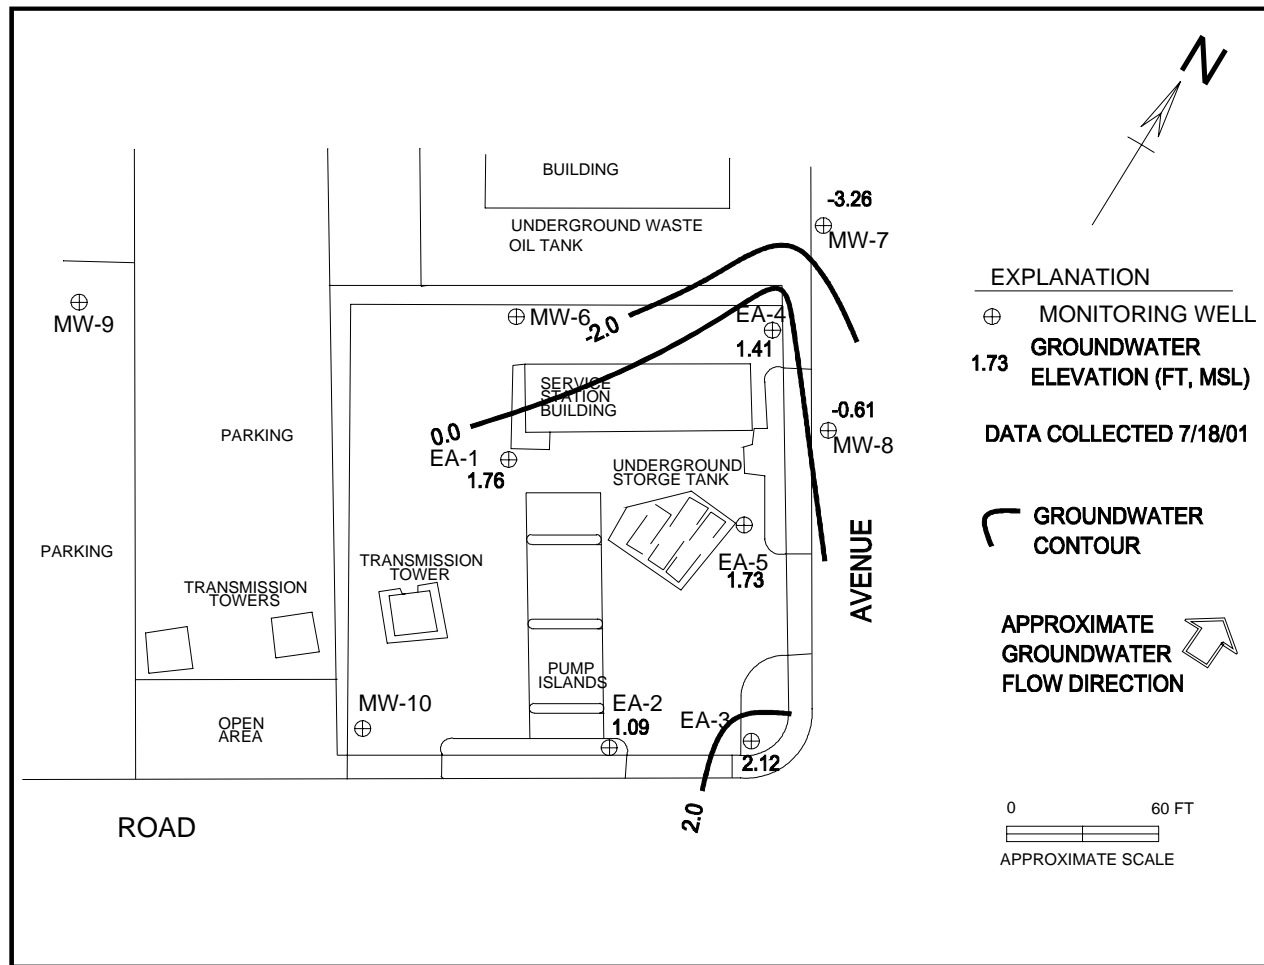 N
BUILDING
-3.26
UNDERGROUND WASTE
OIL TANK
MW-7
EXPLANATION
MW-9
MW-6
-2.0
EA-4
1.41
MONITORING WELL
1.73
GROUNDWATER
ELEVATION (FT, MSL)
SERVICE
STATION
BUILDING
-0.61
MW-8
DATA COLLECTED 7/18/01
PARKING
0.0
EA-1
1.76
UNDERGROUND
STORGE TANK
GROUNDWATER
CONTOUR
PARKING
TRANSMISSION
TOWER
EA-5
1.73
AVENUE
TRANSMISSION
TOWERS
APPROXIMATE
GROUNDWATER
FLOW DIRECTION
PUMP
ISLANDS
MW-10
EA-2
1.09
EA-3
OPEN
AREA
2.12
2.0
ROAD
0
60 FT
APPROXIMATE SCALE